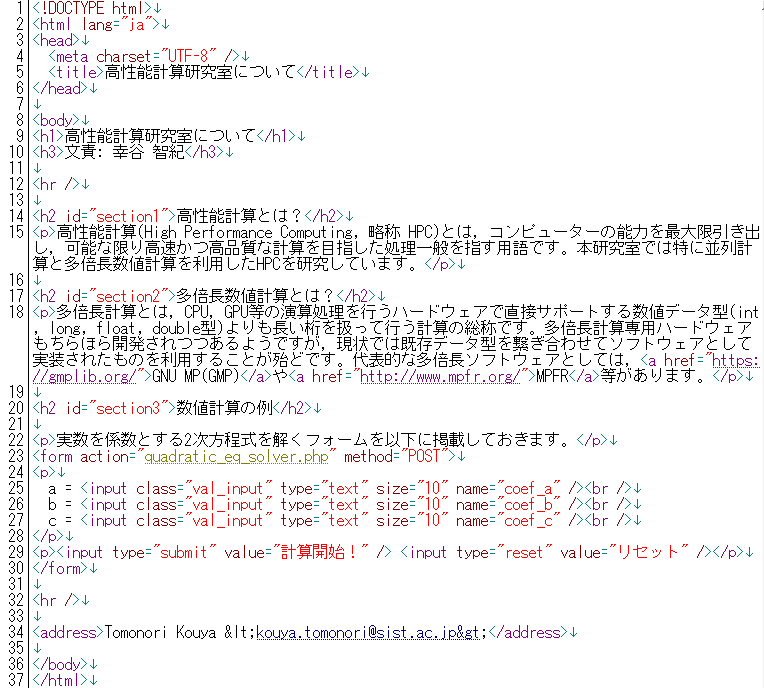 1 <!DOCTYPE html>↓
2 <html lang="ja">↓
3 <head>↓
4   <meta charset="UTF-8" />↓
5   <title>高性能計算研究室について</title>↓
6 </head>↓
7 ↓
8 <body>↓
9 <h1>高性能計算研究室について</h1>↓
10 <h3>文責: 幸谷 智紀</h3>↓
11 ↓
12 <hr />↓
13 ↓
14 <h2 id="section1">高性能計算とは？</h2>↓
15 <p>高性能計算(High Performance Computing, 略称 HPC)とは，コンピューターの能力を最大限引き出
し，可能な限り高速かつ高品質な計算を目指した処理一般を指す用語です。本研究室では特に並列計
算と多倍長数値計算を利用したHPCを研究しています。</p>↓
16 ↓
17 <h2 id="section2">多倍長数値計算とは？</h2>↓
18 <p>多倍長計算とは，CPU，GPU等の演算処理を行うハードウェアで直接サポートする数値データ型(int
, long, float, double型)よりも長い桁を扱って行う計算の総称です。多倍長計算専用ハードウェア
もちらほら開発されつつあるようですが，現状では既存データ型を繋ぎ合わせてソフトウェアとして
実装されたものを利用することが殆どです。代表的な多倍長ソフトウェアとしては，<a href="https:
//gmplib.org/">GNU MP(GMP)</a>や<a href="http://www.mpfr.org/">MPFR</a>等があります。</p>↓
19 ↓
20 <h2 id="section3">数値計算の例</h2>↓
21 ↓
22 <p>実数を係数とする2次方程式を解くフォームを以下に掲載しておきます。</p>↓
23 <form action="quadratic_eq_solver.php" method="POST">↓
24 <p>↓
25   a = <input class="val_input" type="text" size="10" name="coef_a" /><br />↓
26   b = <input class="val_input" type="text" size="10" name="coef_b" /><br />↓
27   c = <input class="val_input" type="text" size="10" name="coef_c" /><br />↓
28 </p>↓
29 <p><input type="submit" value="計算開始！" /> <input type="reset" value="リセット" /></p>↓
30 </form>↓
31 ↓
32 <hr />↓
33 ↓
34 <address>Tomonori Kouya &lt;kouya.tomonori@sist.ac.jp&gt;</address>↓
35 ↓
36 </body>↓
37 </html>↓